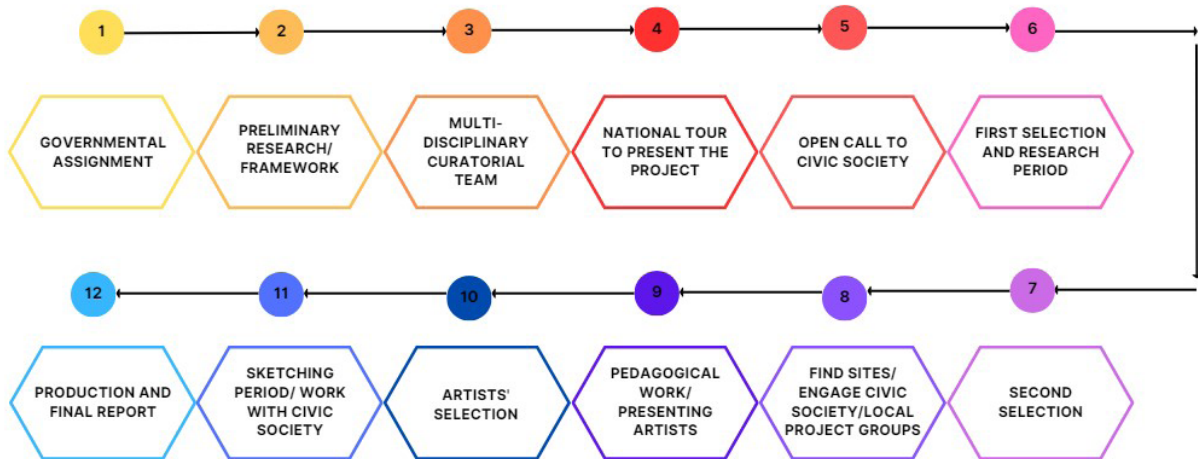 1
2
3
4
5
6
GOVERNMENTAL
ASSIGNMENT
PRELIMINARY
RESEARCH/
FRAMEWORK
MULTI-
DISCIPLINARY
CURATORIAL
TEAM
NATIONAL TOUR
TO PRESENT THE
PROJECT
OPEN CALL TO
CIVIC SOCIETY
FIRST SELECTION
AND RESEARCH
PERIOD
12
11
10
9
8
7
PRODUCTION AND
FINAL REPORT
SKETCHING
PERIOD/ WORK
WITH CIVIC
SOCIETY
ARTISTS'
SELECTION
PEDAGOGICAL
WORK/
PRESENTING
ARTISTS
FIND SITES/
ENGAGE CIVIC
SOCIETY/LOCAL
PROJECT GROUPS
SECOND
SELECTION